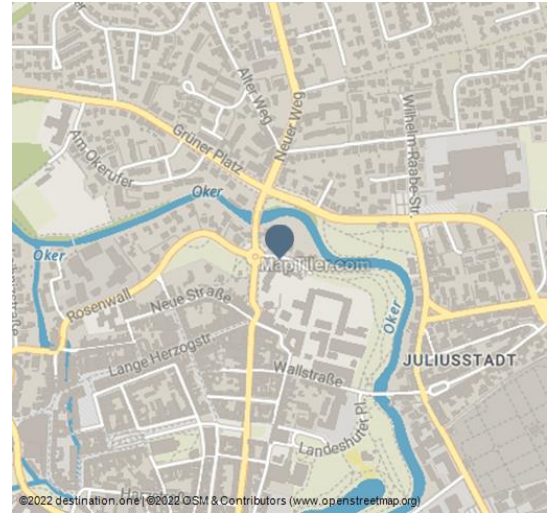 Alter Weg
Neuer Weg
Grüner Platz
Wilhelm-Raabe-Str.
Am Okerufer
Oker
Oker
MapTiler.com
Rosenwall
Neue Straße
Oker
Lange Herzogstr.
Wallstraße
JULIUSSTADT
Landeshuter Pl.
©2022 destination.one | ©2022 OSM & Contributors (www.openstreetmap.org)